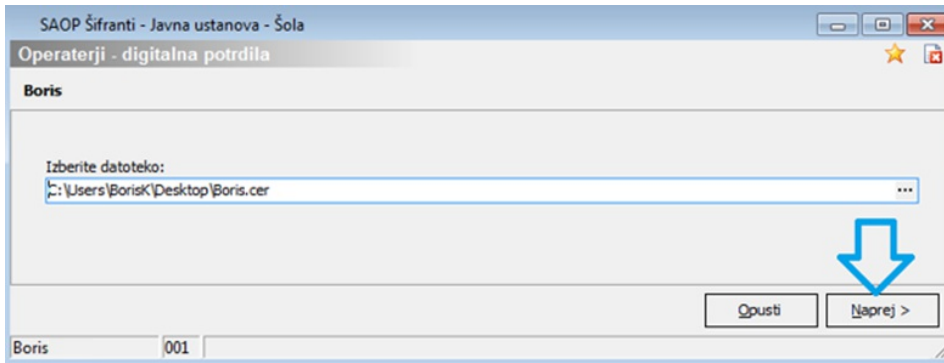 SAOP Šifranti - Javna ustanova - Šola
Operaterji - digitalna potrdila
Boris
Izberite datoteko:
C:\Users\BorisK\Desktop\Boris.cer ...
Opusti Naprej >
Boris 001